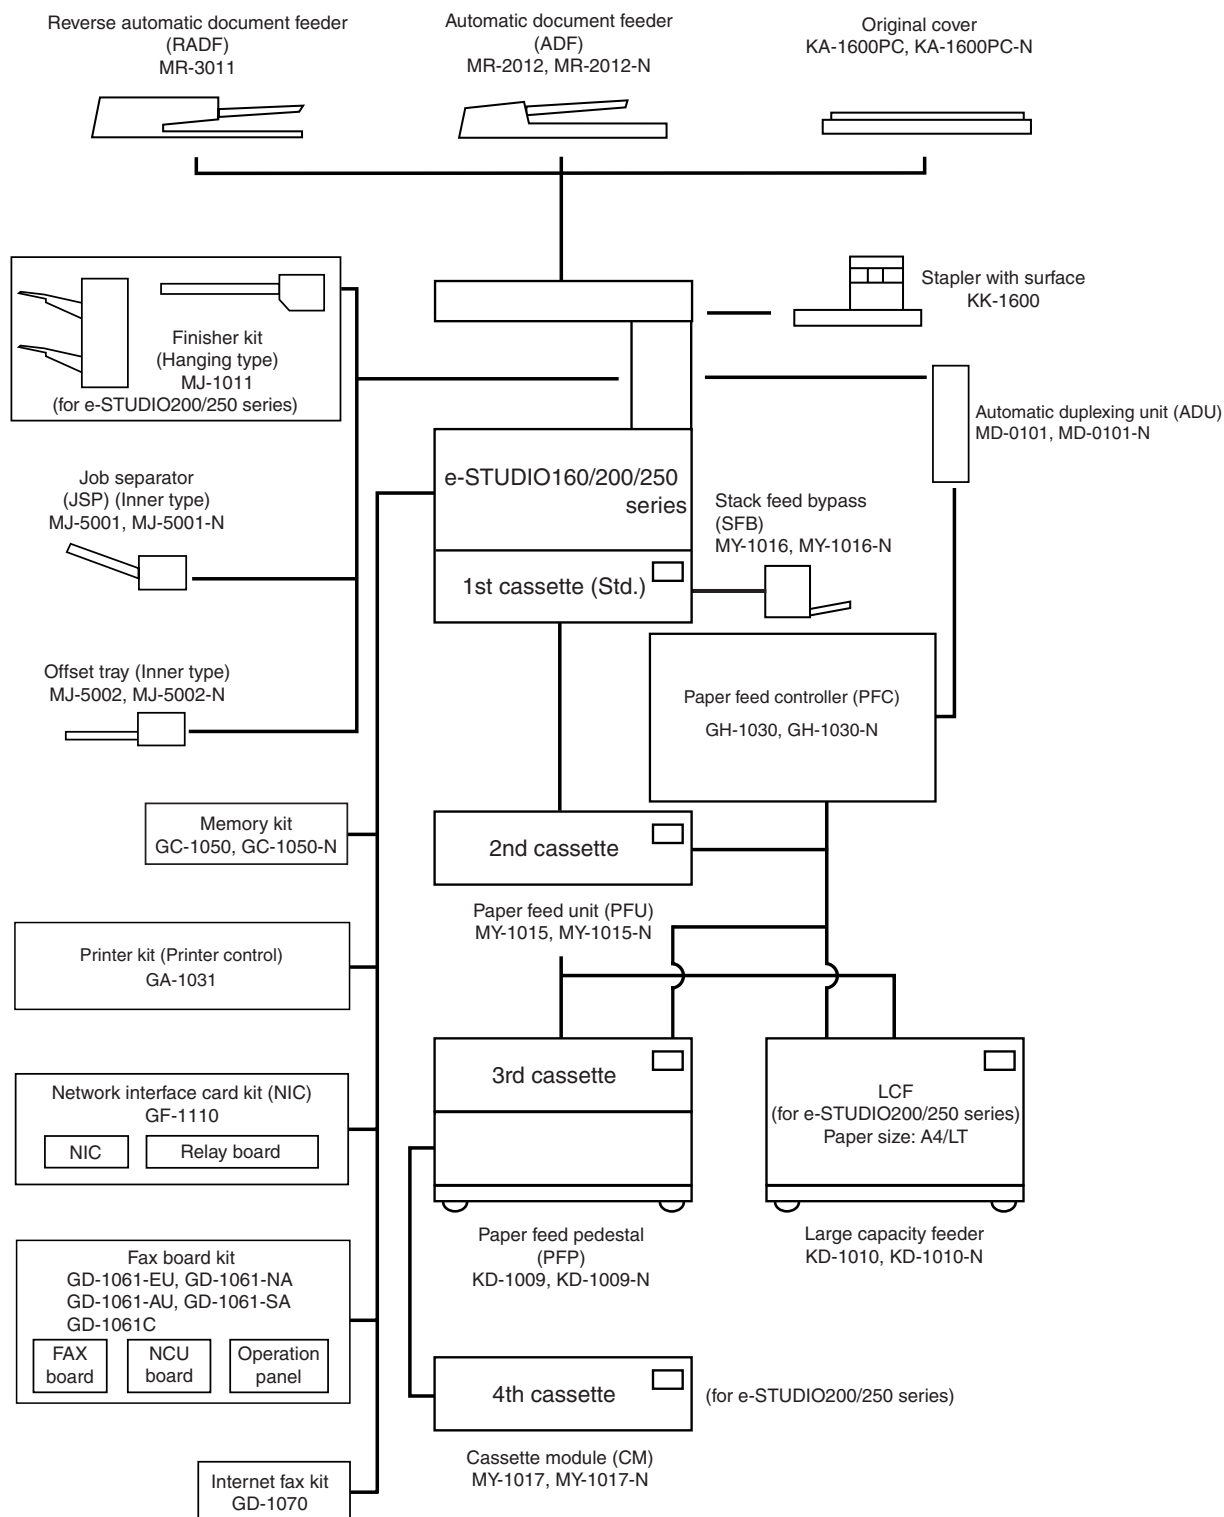 Reverse automatic document feeder
(RADF)
MR-3011
Automatic document feeder
(ADF)
MR-2012, MR-2012-N
Original cover
KA-1600PC, KA-1600PC-N
Finisher kit
(Hanging type)
MJ-1011
(for e-STUDIO200/250 series)
Stapler with surface
KK-1600
Automatic duplexing unit (ADU)
MD-0101, MD-0101-N
Job separator
(JSP) (Inner type)
MJ-5001, MJ-5001-N
e-STUDIO160/200/250
series
Stack feed bypass
(SFB)
MY-1016, MY-1016-N
1st cassette (Std.)
Offset tray (Inner type)
MJ-5002, MJ-5002-N
Paper feed controller (PFC)
GH-1030, GH-1030-N
Memory kit
GC-1050, GC-1050-N
2nd cassette
Paper feed unit (PFU)
MY-1015, MY-1015-N
Printer kit (Printer control)
GA-1031
3rd cassette
Network interface card kit (NIC)
GF-1110
NIC
Relay board
LCF
(for e-STUDIO200/250 series)
Paper size: A4/LT
Paper feed pedestal
(PFP)
KD-1009, KD-1009-N
Large capacity feeder
KD-1010, KD-1010-N
Fax board kit
GD-1061-EU, GD-1061-NA
GD-1061-AU, GD-1061-SA
GD-1061C
FAX
board
NCU
board
Operation
panel
4th cassette
(for e-STUDIO200/250 series)
Cassette module (CM)
MY-1017, MY-1017-N
Internet fax kit
GD-1070